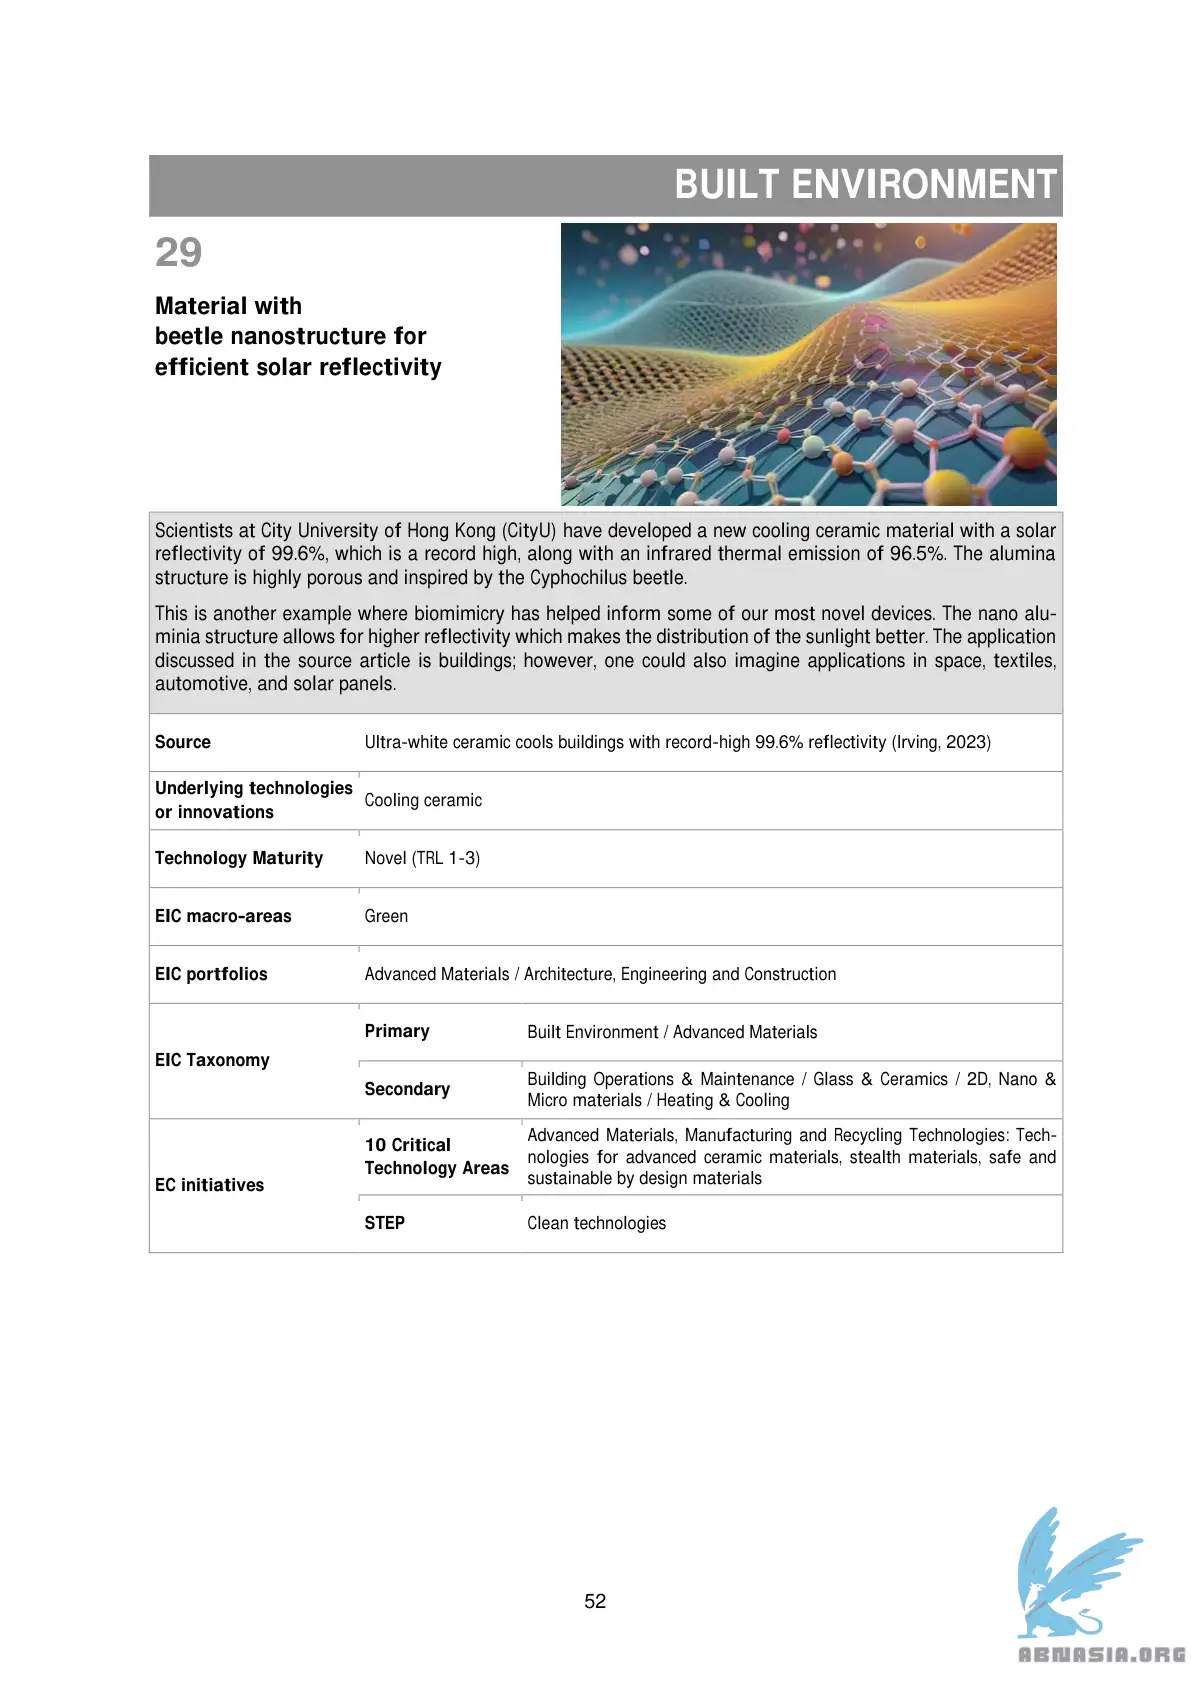 BUILT ENVIRONMENT
29
Material with
beetle nanostructure for
efficient solar reflectivity
Scientists at City University of Hong Kong (CityU) have developed a new cooling ceramic material with a solar
reflectivity of 99.6%, which is a record high, along with an infrared thermal emission of 96.5%. The alumina
structure is highly porous and inspired by the Cyphochilus beetle.
This is another example where biomimicry has helped inform some of our most novel devices. The nano alu-
minia structure allows for higher reflectivity which makes the distribution of the sunlight better. The application
discussed in the source article is buildings; however, one could also imagine applications in space, textiles,
automotive, and solar panels.
Source
Ultra-white ceramic cools buildings with record-high 99.6% reflectivity (Irving, 2023)
Underlying technologies
or innovations
Cooling ceramic
Technology Maturity
Novel (TRL 1-3)
EIC macro-areas
Green
EIC portfolios
Advanced Materials / Architecture, Engineering and Construction
EIC Taxonomy
Primary
Built Environment / Advanced Materials
Secondary
Building Operations & Maintenance / Glass & Ceramics / 2D, Nano &
Micro materials / Heating & Cooling
EC initiatives
10 Critical
Technology Areas
Advanced Materials, Manufacturing and Recycling Technologies: Tech-
nologies for advanced ceramic materials, stealth materials, safe and
sustainable by design materials
STEP
Clean technologies
52
ABNASIA.ORG